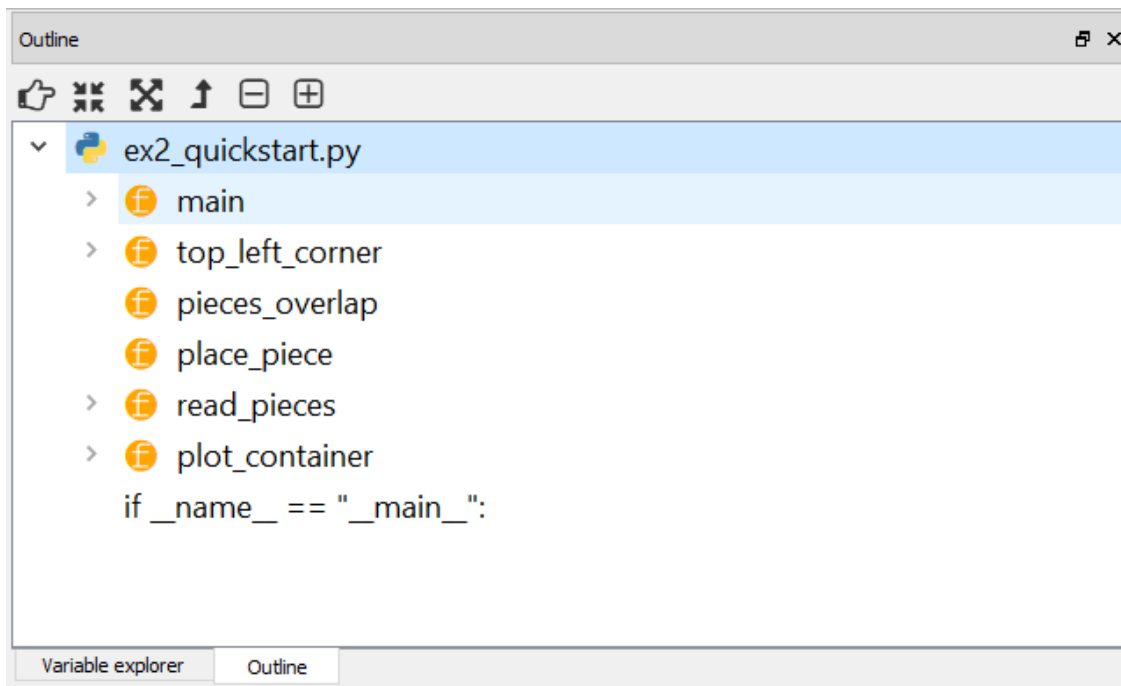 Outline
ex2_quickstart.py
main
top_left_corner
pieces_overlap
place_piece
read_pieces
plot_container
if __name__ == "__main__":
Variable explorer Outline